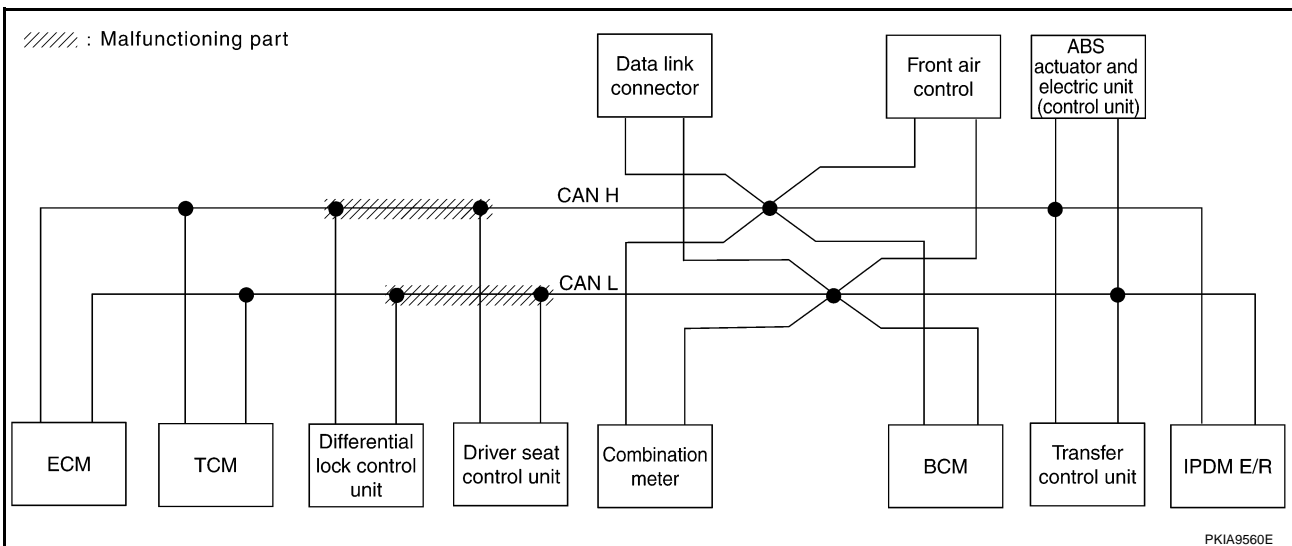 : Malfunctioning part
Data link
connector
Front air
control
ABS
actuator and
electric unit
(control unit)
CAN H
CAN L
ECM
TCM
Differential
lock control
unit
Driver seat
control unit
Combination
meter
BCM
Transfer
control unit
IPDM E/R
PKIA9560E